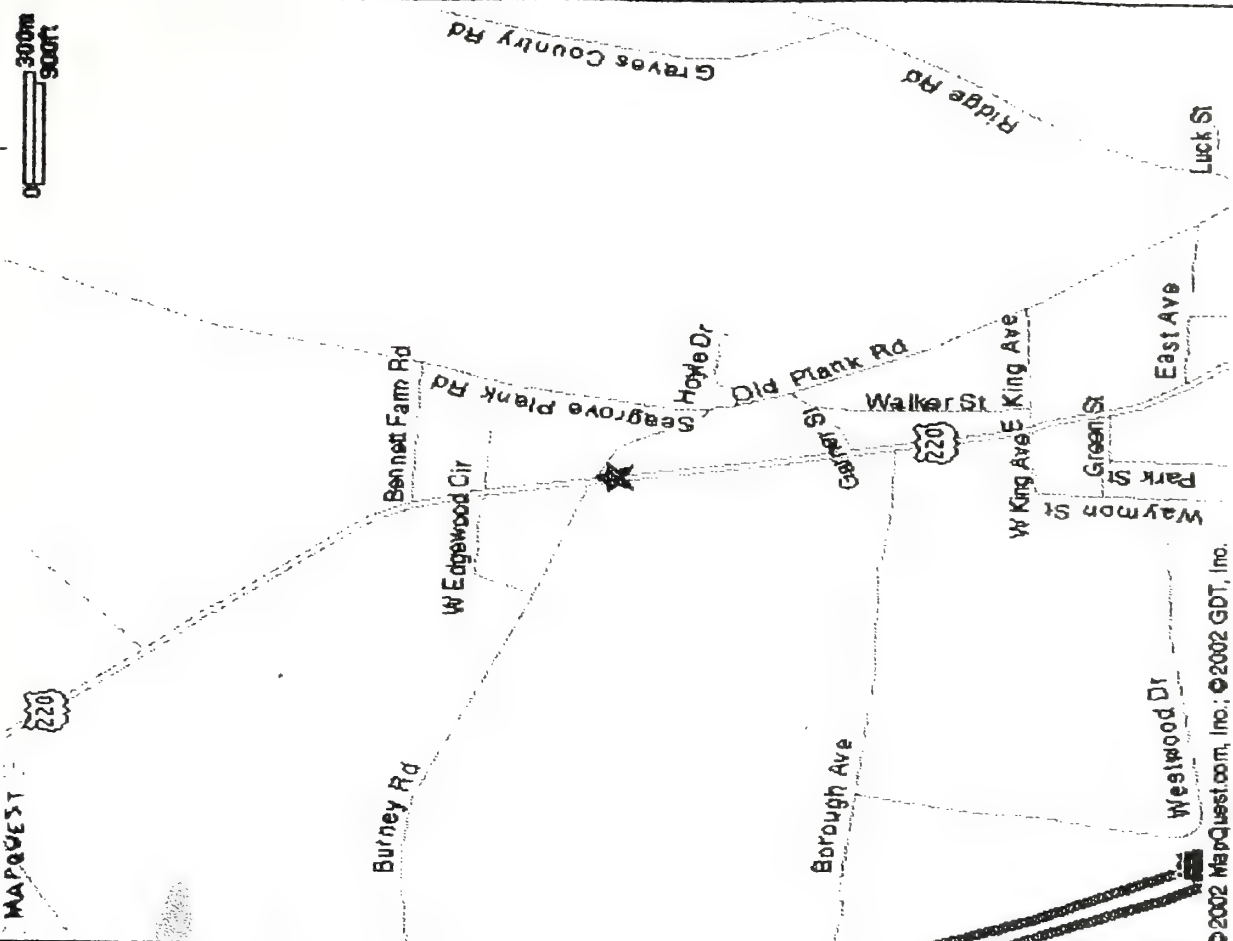 MAPQUEST
0 300m
900ft
220
Graves Country Rd
Ridge Rd
Luck St
Bennett Farm Rd
Seagrove Plank Rd
W Edgewood Cir
Hoyle Dr
Old Plank Rd
Garner St
Walker St
220
W King Ave
E King Ave
Green St
East Ave
Park St
Waymon St
Burney Rd
Borough Ave
Westwood Dr
©2002 MapQuest.com, Inc.; ©2002 GDT, Inc.